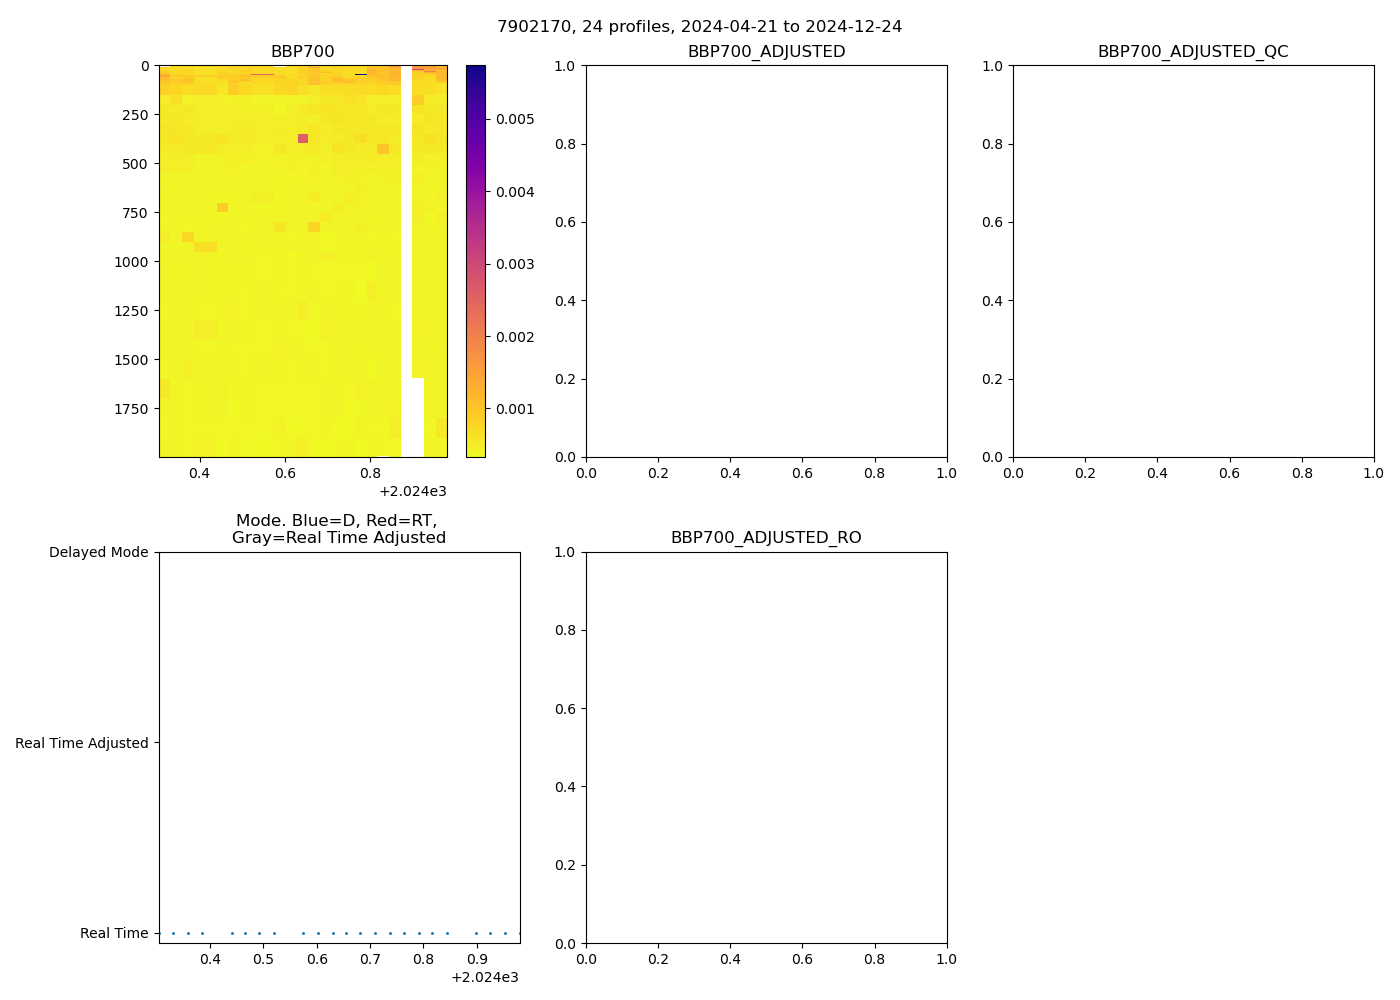 7902170, 24 profiles, 2024-04-21 to 2024-12-24
BBP700
0
250
500
750
1000
1250
1500
1750
0.4 0.6 0.8
+2.024e3
0.005
0.004
0.003
0.002
0.001
BBP700_ADJUSTED
1.0
0.8
0.6
0.4
0.2
0.0
0.0 0.2 0.4 0.6 0.8 1.0
BBP700_ADJUSTED_QC
1.0
0.8
0.6
0.4
0.2
0.0
0.0 0.2 0.4 0.6 0.8 1.0
Mode. Blue=D, Red=RT,
Gray=Real Time Adjusted
Delayed Mode
Real Time Adjusted
Real Time
0.4 0.5 0.6 0.7 0.8 0.9
+2.024e3
BBP700_ADJUSTED_RO
1.0
0.8
0.6
0.4
0.2
0.0
0.0 0.2 0.4 0.6 0.8 1.0